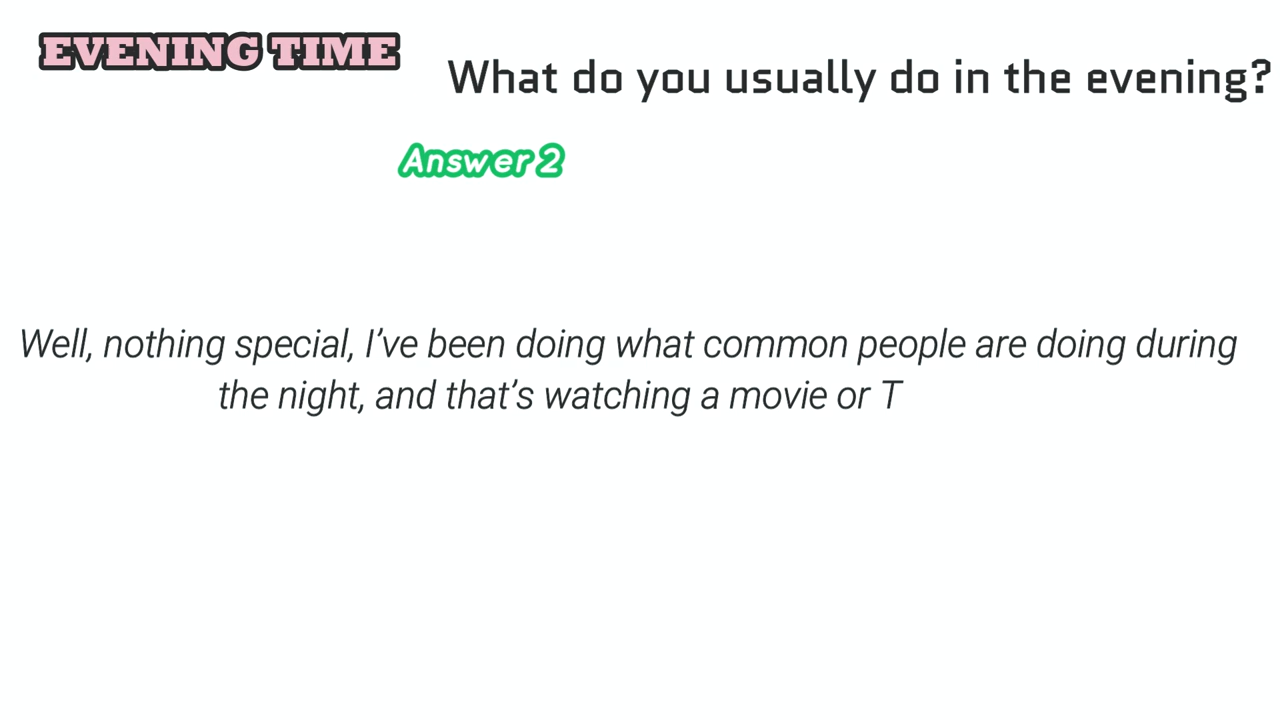 EVENING TIME
What do you usually do in the evening?
Answer 2
Well, nothing special, I’ve been doing what common people are doing during
the night, and that’s watching a movie or T